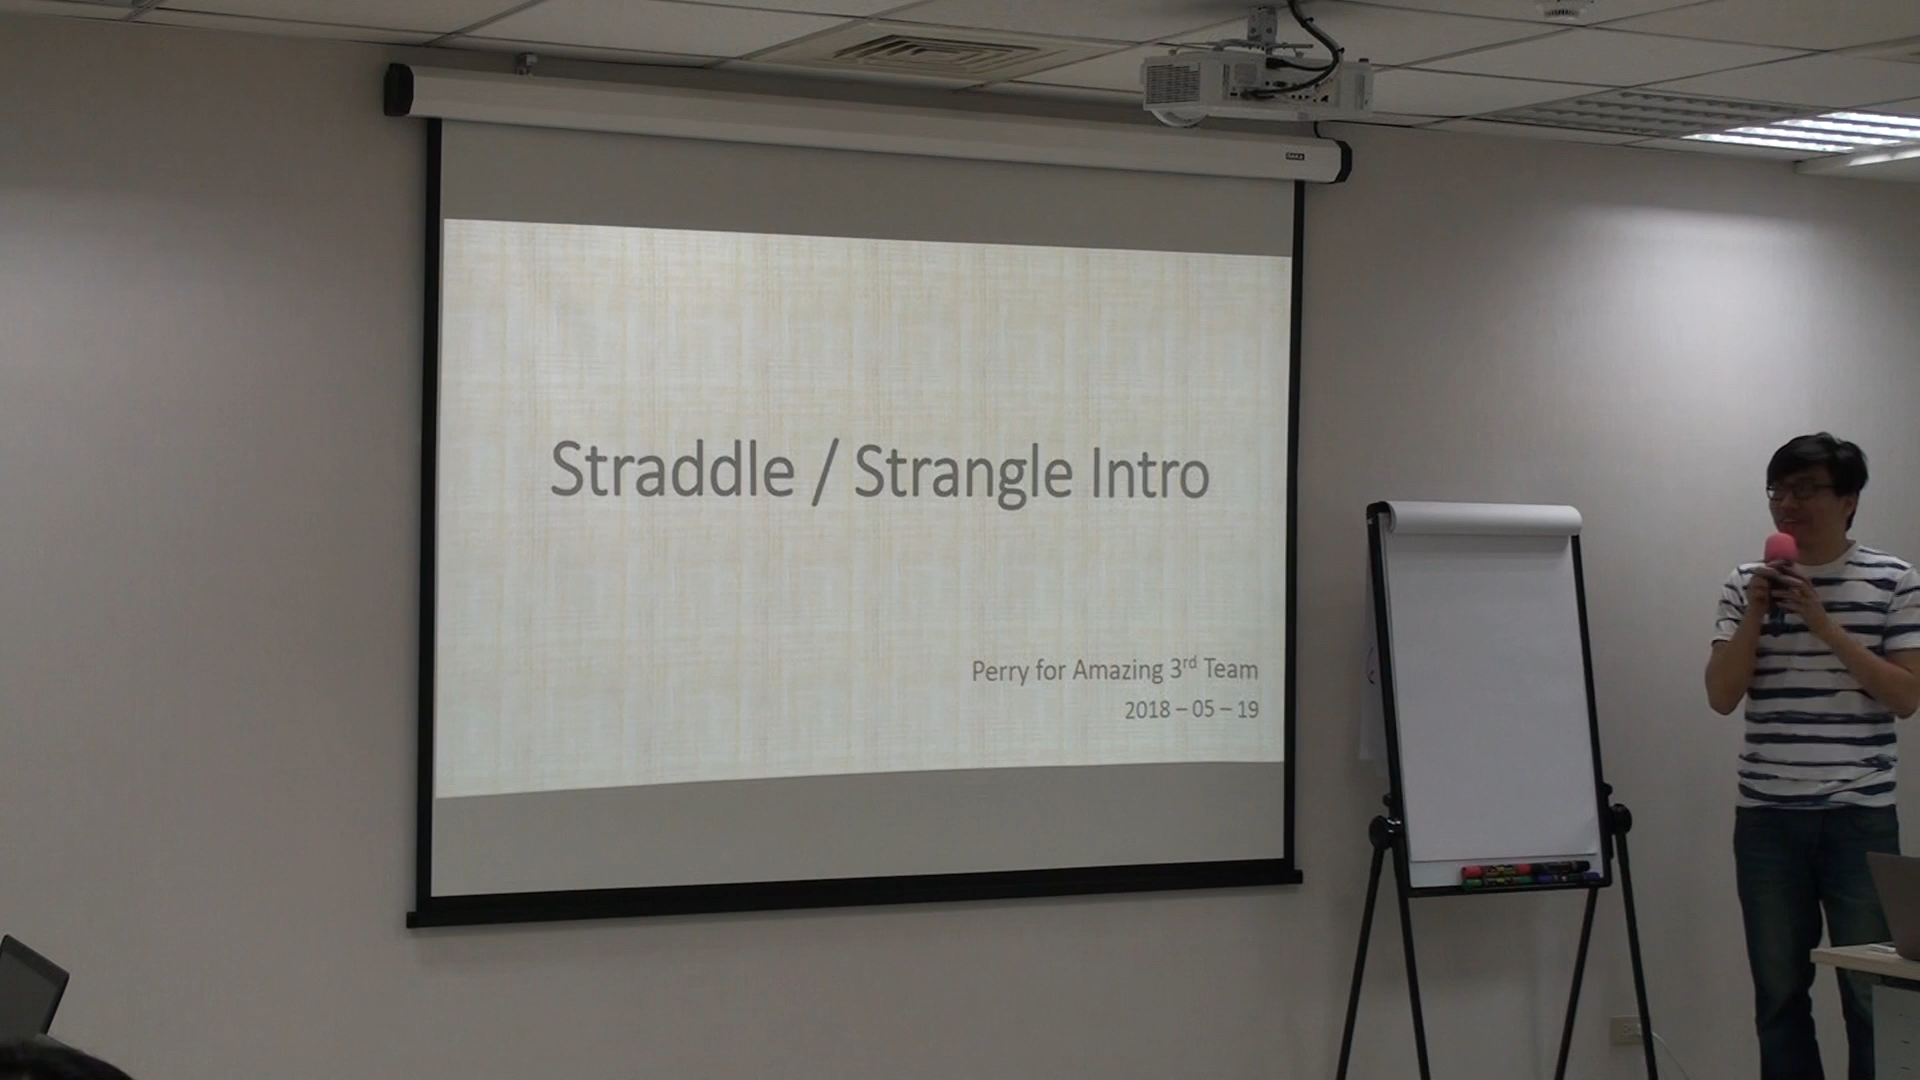 Straddle / Strangle Intro
Perry for Amazing 3rd Team
2018 – 05 – 19